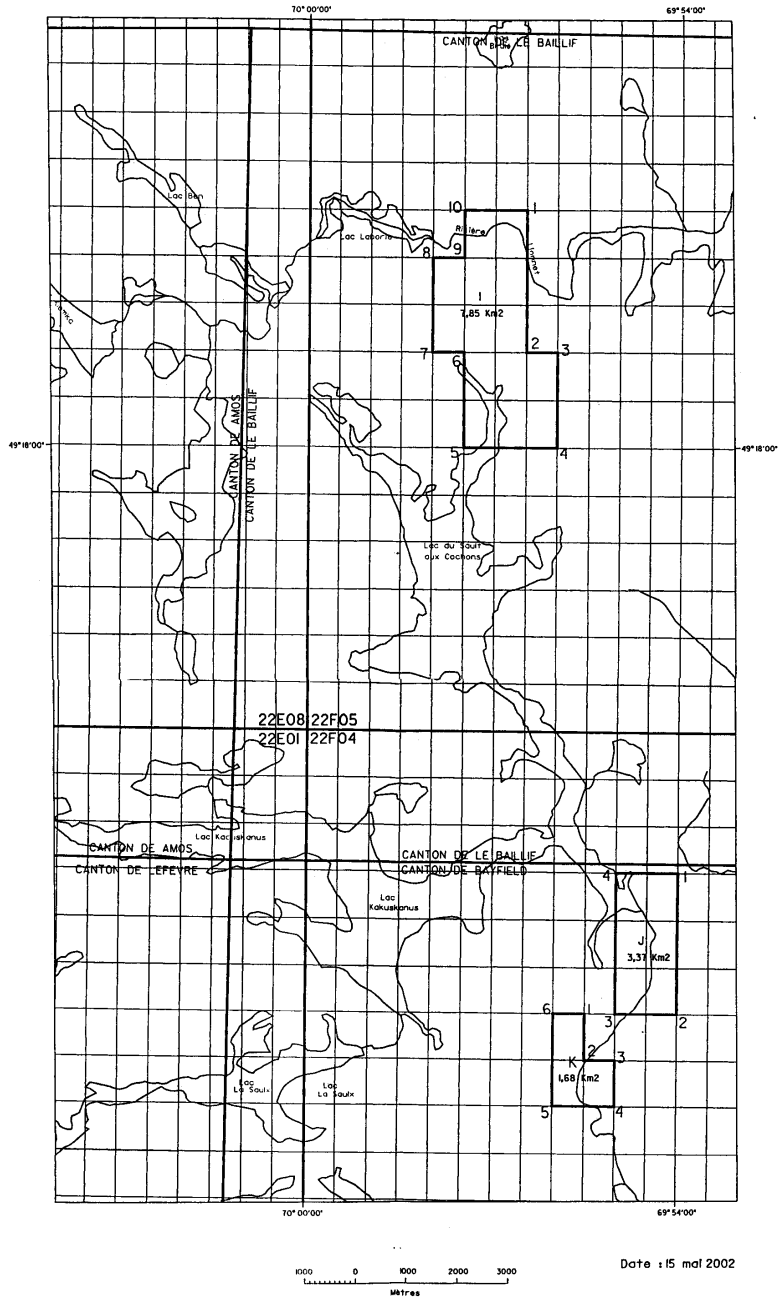 70° 00'00"
69° 54'00"
CANTON DE LE BAILLIF
Lac Ben
10
1
Rivière
Lac Laborie
8
9
I
7,85 Km2
7
6
2
3
CANTON DE AMOS
CANTON DE LE BAILLIF
49° 18'00"
49° 18'00"
5
4
Lac du Sault
aux Cochons
22E08 22F05
22E01 22F04
Lac Kakuskanus
CANTON DE AMOS
CANTON DE LE BAILLIF
CANTON DE LEFEVRE
CANTON DE BAYFIELD
4
1
Lac
Kakuskanus
J
3,37 Km2
6
1
3
2
2
3
K
1,68 Km2
Lac
La Saulx
Lac
La Saulx
5
4
70° 00'00"
69° 54'00"
Date : 15 mai 2002
1000 0 1000 2000 3000
Mètres